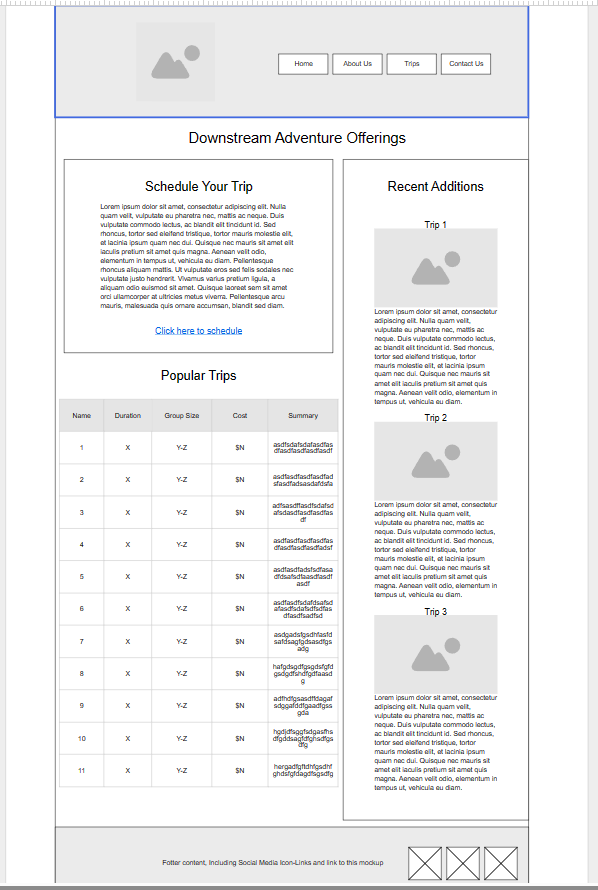 Home
About Us
Trips
Contact Us
Downstream Adventure Offerings
Schedule Your Trip
Lorem ipsum dolor sit amet, consectetur adipiscing elit. Nulla
quam velit, vulputate eu pharetra nec, mattis ac neque. Duis
vulputate commodo lectus, ac blandit elit tincidunt id. Sed
rhoncus, tortor sed eleifend tristique, tortor mauris molestie elit,
et lacinia ipsum quam nec dui. Quisque nec mauris sit amet elit
iaculis pretium sit amet quis magna. Aenean velit odio,
elementum in tempus ut, vehicula eu diam. Pellentesque
rhoncus aliquam mattis. Ut vulputate eros sed felis sodales nec
vulputate justo hendrerit. Vivamus varius pretium ligula, a
aliquam odio euismod sit amet. Quisque laoreet sem sit amet
orci ullamcorper at ultricies metus viverra. Pellentesque arcu
mauris, malesuada quis ornare accumsan, blandit sed diam.
Click here to schedule
Popular Trips
Name Duration Group Size Cost Summary
1 X Y-Z $N
2 X Y-Z $N
3 X Y-Z $N
4 X Y-Z $N
5 X Y-Z $N
6 X Y-Z $N
7 X Y-Z $N
8 X Y-Z $N
9 X Y-Z $N
10 X Y-Z $N
11 X Y-Z $N
Recent Additions
Trip 1
Lorem ipsum dolor sit amet, consectetur
adipiscing elit. Nulla quam velit,
vulputate eu pharetra nec, mattis ac
neque. Duis vulputate commodo lectus,
ac blandit elit tincidunt id. Sed rhoncus,
tortor sed eleifend tristique, tortor
mauris molestie elit, et lacinia ipsum
quam nec dui. Quisque nec mauris sit
amet elit iaculis pretium sit amet quis
magna. Aenean velit odio, elementum in
tempus ut, vehicula eu diam.
Trip 2
Lorem ipsum dolor sit amet, consectetur
adipiscing elit. Nulla quam velit,
vulputate eu pharetra nec, mattis ac
neque. Duis vulputate commodo lectus,
ac blandit elit tincidunt id. Sed rhoncus,
tortor sed eleifend tristique, tortor
mauris molestie elit, et lacinia ipsum
quam nec dui. Quisque nec mauris sit
amet elit iaculis pretium sit amet quis
magna. Aenean velit odio, elementum in
tempus ut, vehicula eu diam.
Trip 3
Lorem ipsum dolor sit amet, consectetur
adipiscing elit. Nulla quam velit,
vulputate eu pharetra nec, mattis ac
neque. Duis vulputate commodo lectus,
ac blandit elit tincidunt id. Sed rhoncus,
tortor sed eleifend tristique, tortor
mauris molestie elit, et lacinia ipsum
quam nec dui. Quisque nec mauris sit
amet elit iaculis pretium sit amet quis
magna. Aenean velit odio, elementum in
tempus ut, vehicula eu diam.
Fotter content, Including Social Media Icon-Links and link to this mockup